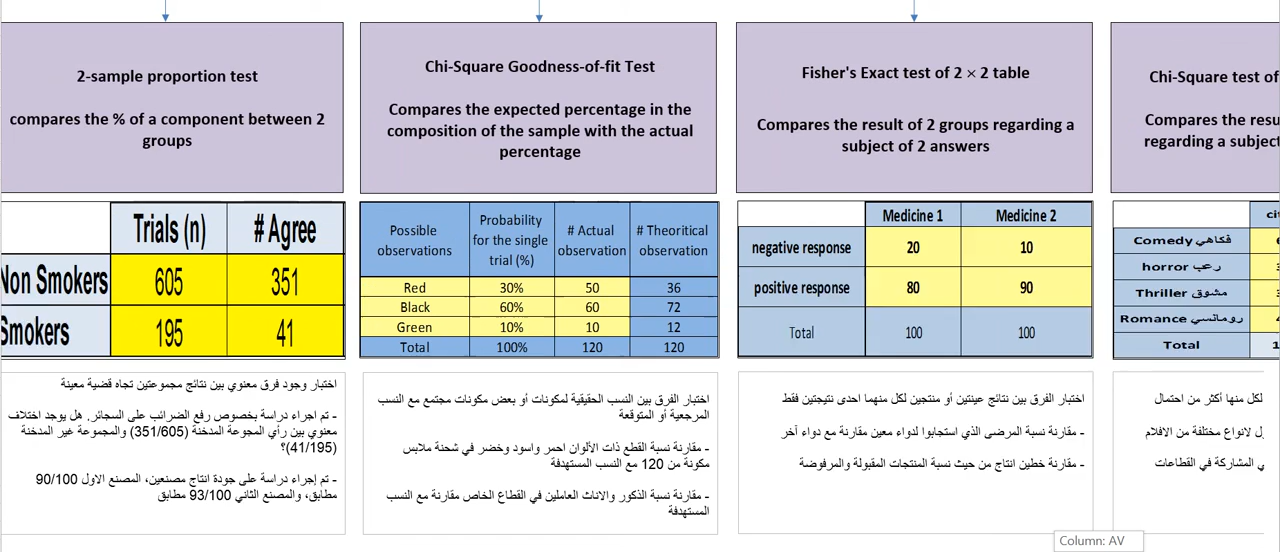 2-sample proportion test
compares the % of a component between 2
groups
Trials (n) # Agree
Non Smokers 605 351
Smokers 195 41
اختبار وجود فرق معنوي بين نتائج مجموعتين تجاه قضية معينة
- تم اجراء دراسة بخصوص رفع الضرائب على السجائر. هل يوجد اختلاف
معنوي بين رأي المجوعة المدخنة (351/605) والمجموعة غير المدخنة
(41/195)؟
- تم إجراء دراسة على جودة انتاج مصنعين، المصنع الاول 90/100
مطابق، والمصنع الثاني 93/100 مطابق
Chi-Square Goodness-of-fit Test
Compares the expected percentage in the
composition of the sample with the actual
percentage
Possible observations Probability for the single trial (%) # Actual observation # Theoritical observation
Red 30% 50 36
Black 60% 60 72
Green 10% 10 12
Total 100% 120 120
اختبار الفرق بين النسب الحقيقية لمكونات أو بعض مكونات مجتمع مع النسب
المرجعية أو المتوقعة
- مقارنة نسبة القطع ذات الألوان احمر واسود وخضر في شحنة ملابس
مكونة من 120 مع النسب المستهدفة
- مقارنة نسبة الذكور والاناث العاملين في القطاع الخاص مقارنة مع النسب
المستهدفة
Fisher's Exact test of 2 × 2 table
Compares the result of 2 groups regarding a
subject of 2 answers
Medicine 1 Medicine 2
negative response 20 10
positive response 80 90
Total 100 100
اختبار الفرق بين نتائج عينتين أو منتجين لكل منهما احدى نتيجتين فقط
- مقارنة نسبة المرضى الذي استجابوا لدواء معين مقارنة مع دواء آخر
- مقارنة خطين انتاج من حيث نسبة المنتجات المقبولة والمرفوضة
Chi-Square test of
Compares the resu
regarding a subject
cit
Comedy فكاهي
horror رعب
Thriller مشوق
Romance رومانسي
Total 1
لكل منها أكثر من احتمال
ل لانواع مختلفة من الافلام
ي المشاركة في القطاعات
Column: AV